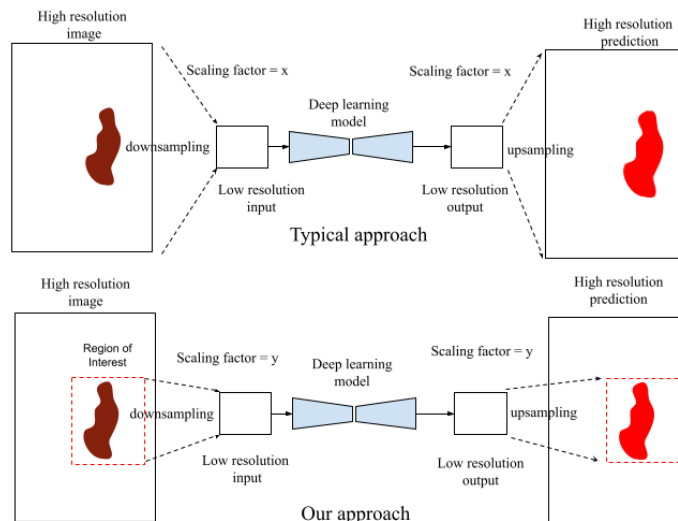 High resolution
image
High resolution
prediction
Scaling factor = x
Scaling factor = x
Deep learning
model
downsampling
upsampling
Low resolution
input
Low resolution
output
Typical approach
High resolution
image
High resolution
prediction
Region of
Interest
Scaling factor = y
Scaling factor = y
Deep learning
model
downsampling
upsampling
Low resolution
input
Low resolution
output
Our approach